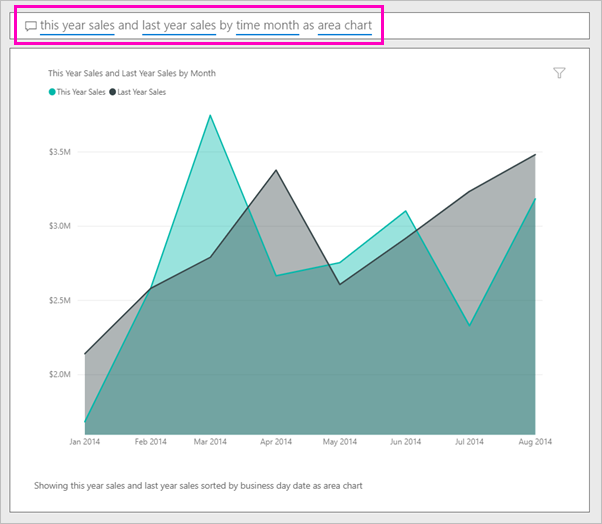 this year sales and last year sales by time month as area chart
This Year Sales and Last Year Sales by Month
This Year Sales Last Year Sales
$3.5M
$3.0M
$2.5M
$2.0M
Jan 2014 Feb 2014 Mar 2014 Apr 2014 May 2014 Jun 2014 Jul 2014 Aug 2014
Showing this year sales and last year sales sorted by business day date as area chart